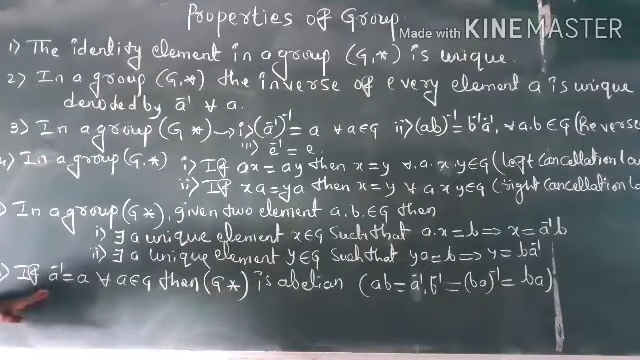 Properties of Group
Made with KINEMASTER
1) The identity element in a group (G,*) is unique.
2) In a group (G,*) the inverse of every element a is unique
denoted by a⁻¹ ∀ a.
3) In a group (G *) → i) (a⁻¹)⁻¹ = a ∀ a∈G ii) (ab)⁻¹ = b⁻¹a⁻¹, ∀ a.b∈G (Reverse
iii) e⁻¹ = e.
4) In a group (G,*) i) If ax = ay then x = y ∀ a.x y∈G (left Cancellation la
ii) If xa = ya then x = y ∀ a.x y∈G (right Cancellation la
) In a group (G *), given two element a.b.∈G then
i) ∃ a unique element x∈G such that a.x = b ⇒ x = a⁻¹b
ii) ∃ a unique element y∈G such that ya = b ⇒ y = ba⁻¹
) If a⁻¹ = a ∀ a∈G then (G *) is abelian (ab = a⁻¹.b⁻¹ = (ba)⁻¹ = ba)